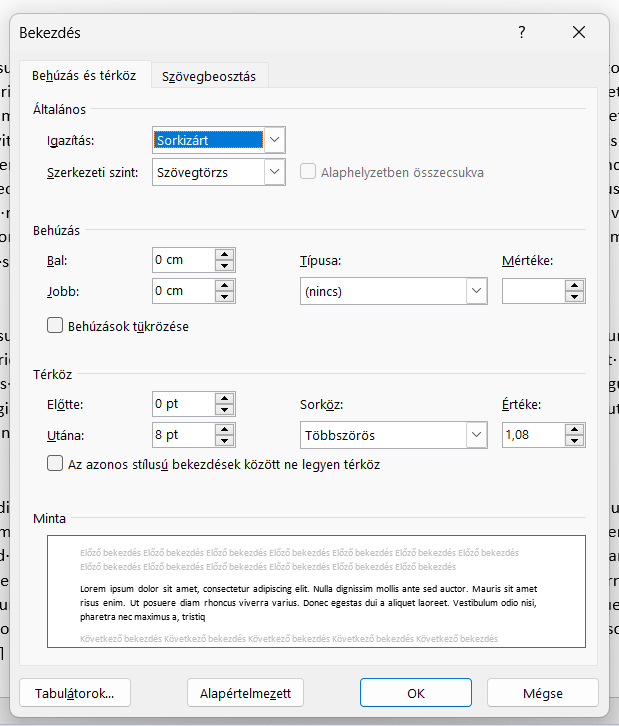 Bekezdés
?
Behúzás és térköz
Szövegbeosztás
Általános
Igazítás: Sorkizárt
Szerkezeti szint: Szövegtörzs
Alaphelyzetben összecsukva
Behúzás
Bal: 0 cm
Típusa:
Mértéke:
Jobb: 0 cm
(nincs)
Behúzások tükrözése
Térköz
Előtte: 0 pt
Sorköz:
Értéke:
Utána: 8 pt
Többszörös
1,08
Az azonos stílusú bekezdések között ne legyen térköz
Minta
Előző bekezdés Előző bekezdés Előző bekezdés Előző bekezdés Előző bekezdés Előző bekezdés Előző bekezdés
Előző bekezdés Előző bekezdés Előző bekezdés Előző bekezdés Előző bekezdés Előző bekezdés
Lorem ipsum dolor sit amet, consectetur adipiscing elit. Nulla dignissim mollis ante sed auctor. Mauris sit amet
risus enim. Ut posuere diam rhoncus viverra varius. Donec egestas dui a aliquet laoreet. Vestibulum odio nisi,
pharetra nec maximus a, tristiq
Következő bekezdés Következő bekezdés Következő bekezdés Következő bekezdés Következő bekezdés
Tabulátorok...
Alapértelmezett
OK
Mégse